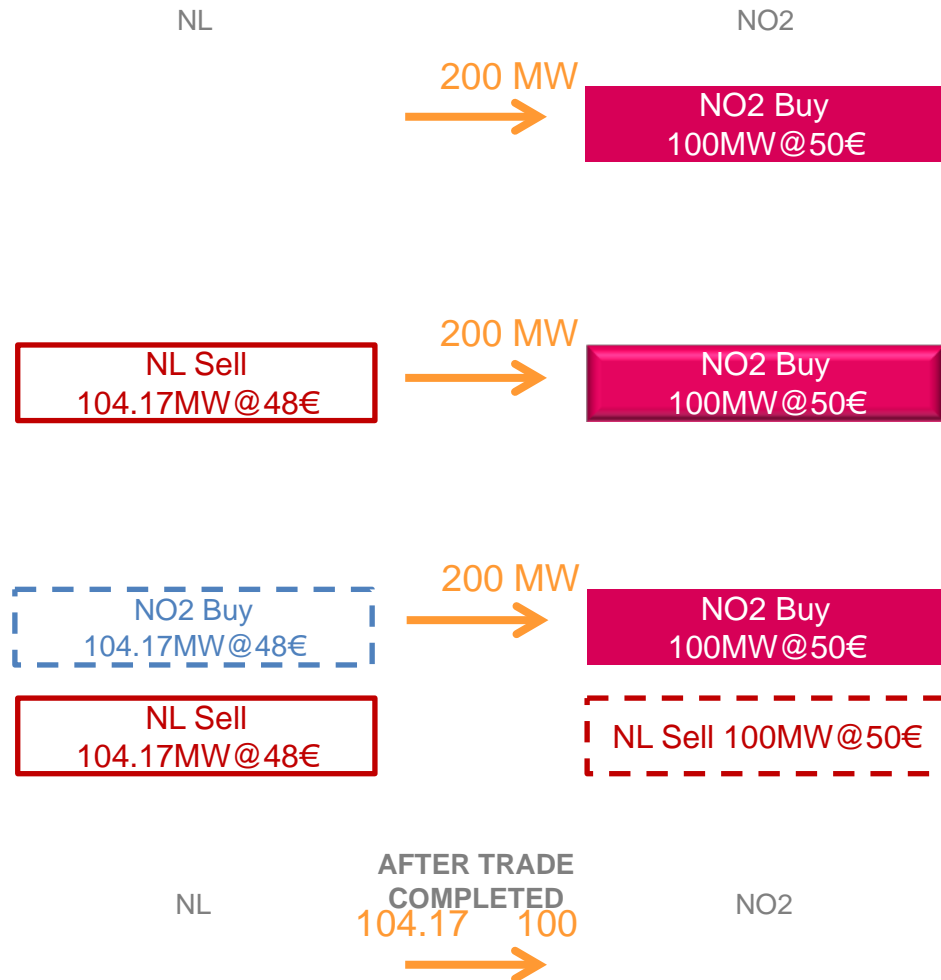 NL
NO2
200 MW
NO2 Buy
100MW@50€
200 MW
NL Sell
104.17MW@48€
NO2 Buy
100MW@50€
200 MW
NO2 Buy
104.17MW@48€
NO2 Buy
100MW@50€
NL Sell
104.17MW@48€
NL Sell 100MW@50€
AFTER TRADE
COMPLETED
NL
NO2
104.17 100